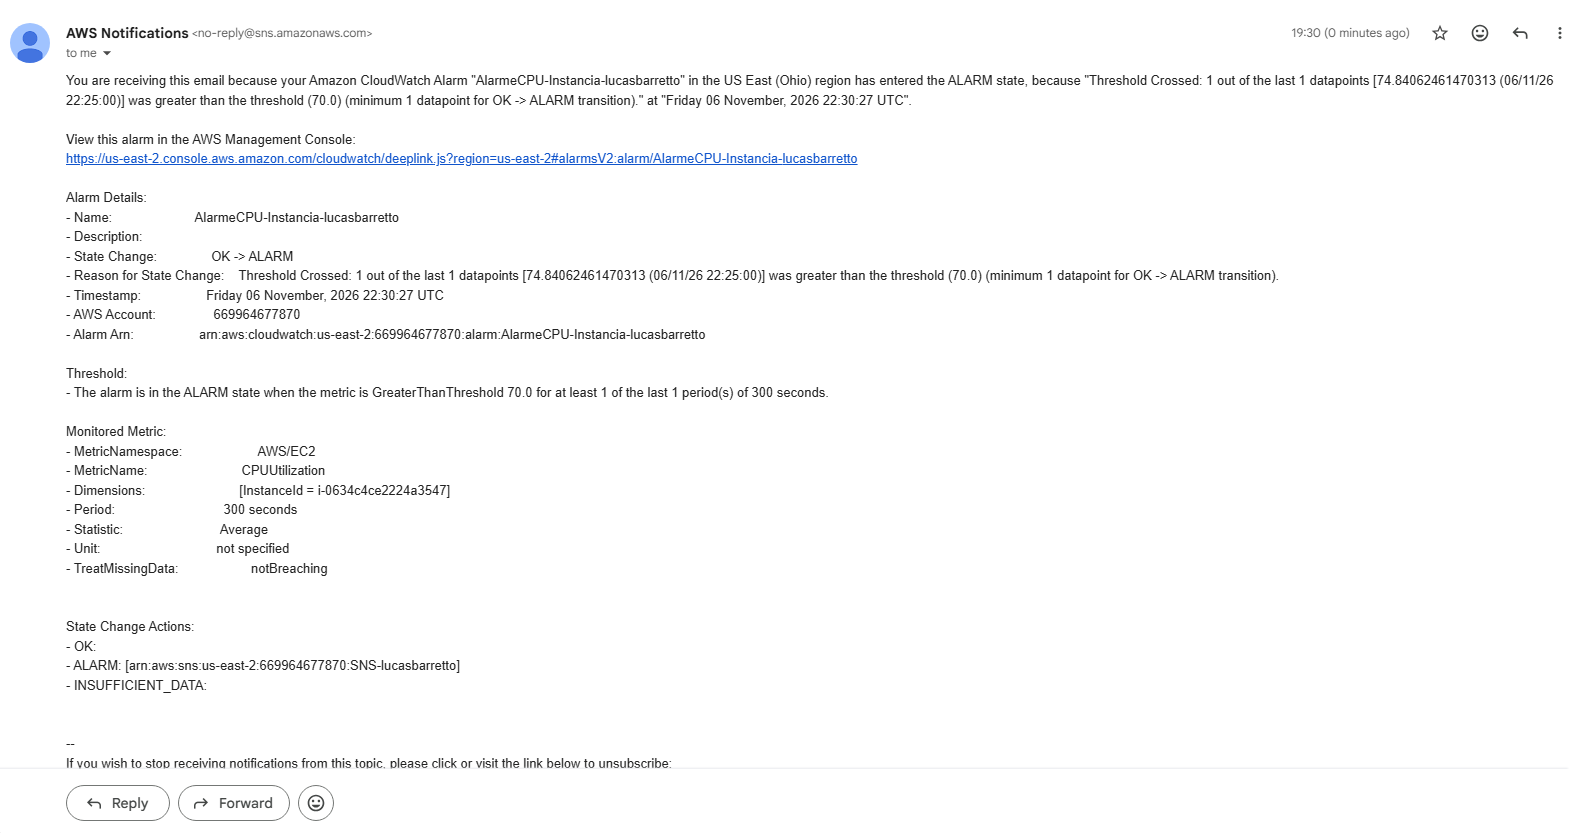 AWS Notifications <no-reply@sns.amazonaws.com> 19:30 (0 minutes ago)
to me
You are receiving this email because your Amazon CloudWatch Alarm "AlarmeCPU-Instancia-lucasbarretto" in the US East (Ohio) region has entered the ALARM state, because "Threshold Crossed: 1 out of the last 1 datapoints [74.84062461470313 (06/11/26
22:25:00)] was greater than the threshold (70.0) (minimum 1 datapoint for OK -> ALARM transition)." at "Friday 06 November, 2026 22:30:27 UTC".
View this alarm in the AWS Management Console:
https://us-east-2.console.aws.amazon.com/cloudwatch/deeplink.js?region=us-east-2#alarmsV2:alarm/AlarmeCPU-Instancia-lucasbarretto
Alarm Details:
- Name: AlarmeCPU-Instancia-lucasbarretto
- Description:
- State Change: OK -> ALARM
- Reason for State Change: Threshold Crossed: 1 out of the last 1 datapoints [74.84062461470313 (06/11/26 22:25:00)] was greater than the threshold (70.0) (minimum 1 datapoint for OK -> ALARM transition).
- Timestamp: Friday 06 November, 2026 22:30:27 UTC
- AWS Account: 669964677870
- Alarm Arn: arn:aws:cloudwatch:us-east-2:669964677870:alarm:AlarmeCPU-Instancia-lucasbarretto
Threshold:
- The alarm is in the ALARM state when the metric is GreaterThanThreshold 70.0 for at least 1 of the last 1 period(s) of 300 seconds.
Monitored Metric:
- MetricNamespace: AWS/EC2
- MetricName: CPUUtilization
- Dimensions: [InstanceId = i-0634c4ce2224a3547]
- Period: 300 seconds
- Statistic: Average
- Unit: not specified
- TreatMissingData: notBreaching
State Change Actions:
- OK:
- ALARM: [arn:aws:sns:us-east-2:669964677870:SNS-lucasbarretto]
- INSUFFICIENT_DATA:
--
If you wish to stop receiving notifications from this topic, please click or visit the link below to unsubscribe:
Reply Forward